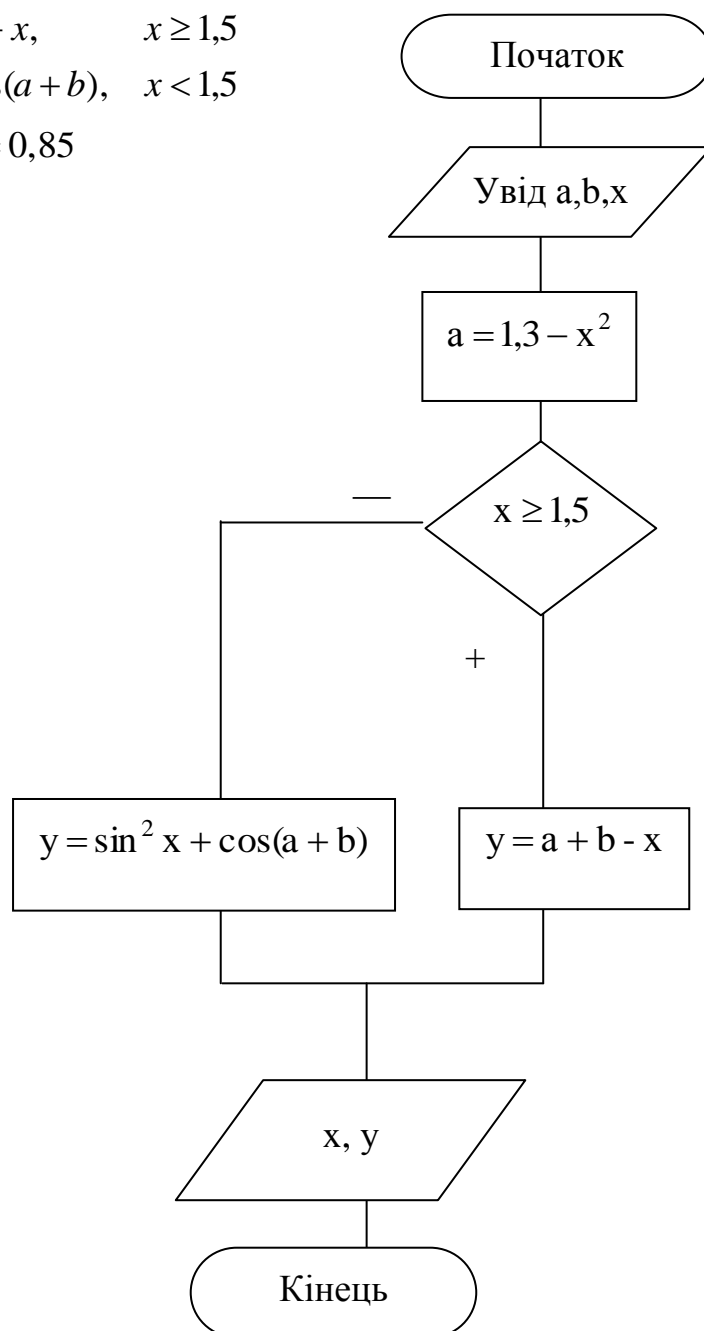 x, x ≥ 1,5
(a + b), x < 1,5
0,85
Початок
Увід a,b,x
a = 1,3 – x²
—
x ≥ 1,5
+
y = sin² x + cos(a + b)
y = a + b - x
x, y
Кінець